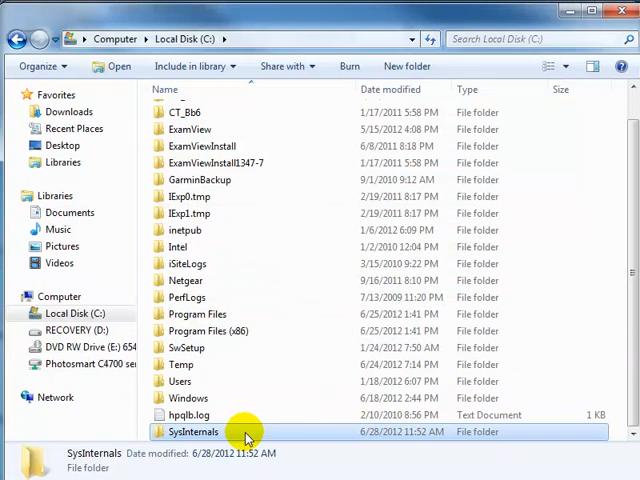 Computer ▸ Local Disk (C:) ▸
Search Local Disk (C:)
Organize Open Include in library Share with Burn New folder
Name Date modified Type Size
Favorites
Downloads
Recent Places
Desktop
Libraries
Libraries
Documents
Music
Pictures
Videos
Computer
Local Disk (C:)
RECOVERY (D:)
DVD RW Drive (E:) 654
Photosmart C4700 se
Network
CT_Bb6 1/17/2011 5:58 PM File folder
ExamView 5/15/2012 4:08 PM File folder
ExamViewInstall 6/8/2011 8:18 PM File folder
ExamViewInstall1347-7 1/17/2011 5:58 PM File folder
GarminBackup 9/1/2010 9:12 AM File folder
IExp0.tmp 2/19/2011 8:17 PM File folder
IExp1.tmp 2/19/2011 8:17 PM File folder
inetpub 1/6/2012 6:09 PM File folder
Intel 1/2/2010 12:04 PM File folder
iSiteLogs 3/15/2010 9:22 PM File folder
Netgear 9/16/2011 8:10 PM File folder
PerfLogs 7/13/2009 11:20 PM File folder
Program Files 6/25/2012 1:41 PM File folder
Program Files (x86) 6/25/2012 1:41 PM File folder
SwSetup 1/24/2012 7:50 AM File folder
Temp 6/24/2012 7:14 PM File folder
Users 1/18/2012 6:07 PM File folder
Windows 6/18/2012 2:44 PM File folder
hpqlb.log 2/10/2010 8:56 PM Text Document 1 KB
SysInternals 6/28/2012 11:52 AM File folder
SysInternals Date modified: 6/28/2012 11:52 AM
File folder